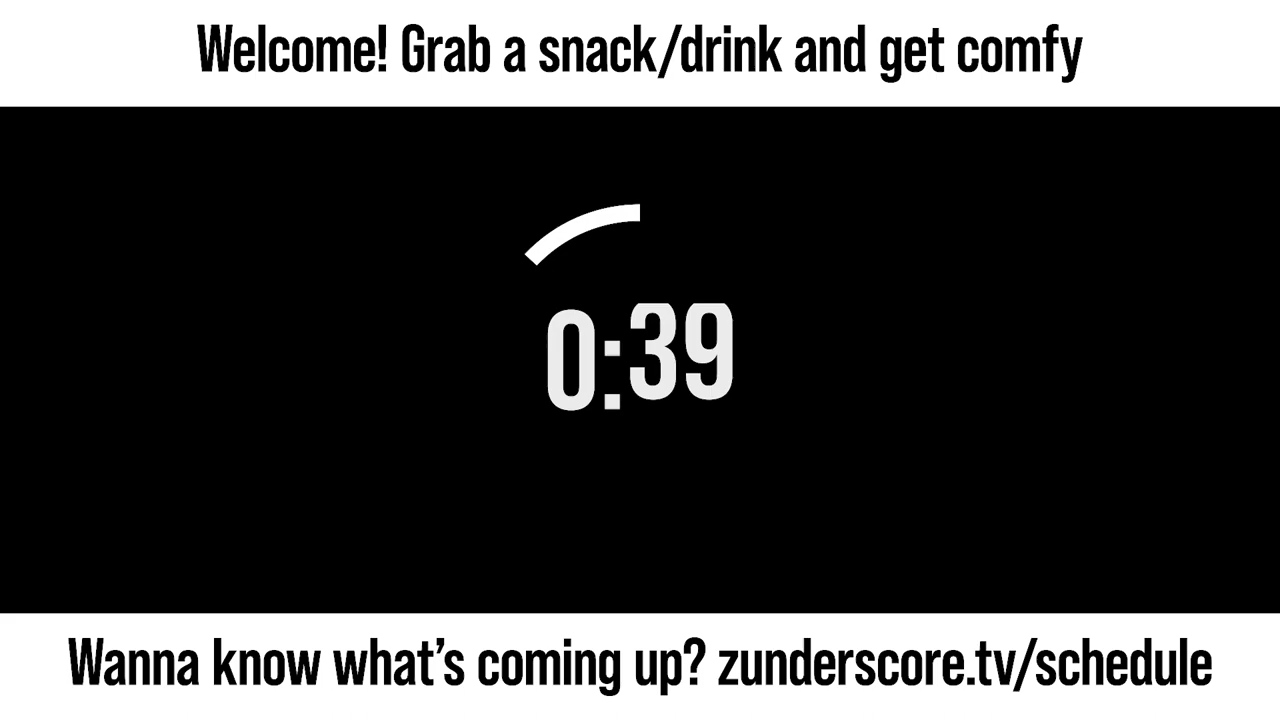 Welcome! Grab a snack/drink and get comfy
0:39
Wanna know what's coming up? zunderscore.tv/schedule